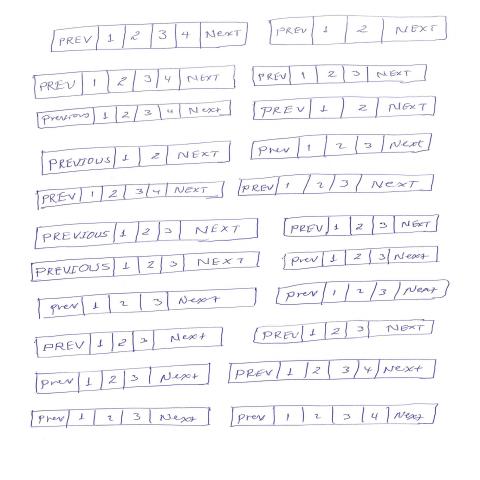 PREV 1 2 3 4 NEXT PREV 1 2 NEXT
PREV 1 2 3 4 NEXT PREV 1 2 3 NEXT
Previous 1 2 3 4 Next PREV 1 2 NEXT
PREVIOUS 1 2 NEXT Prev 1 2 3 Next
PREV 1 2 3 4 NEXT PREV 1 2 3 NEXT
PREVIOUS 1 2 3 NEXT PREV 1 2 3 NEXT
PREVIOUS 1 2 3 NEXT Prev 1 2 3 Next
Prev 1 2 3 Next Prev 1 2 3 Next
PREV 1 2 3 Next PREV 1 2 3 NEXT
Prev 1 2 3 Next PREV 1 2 3 4 Next
Prev 1 2 3 Next Prev 1 2 3 4 Next